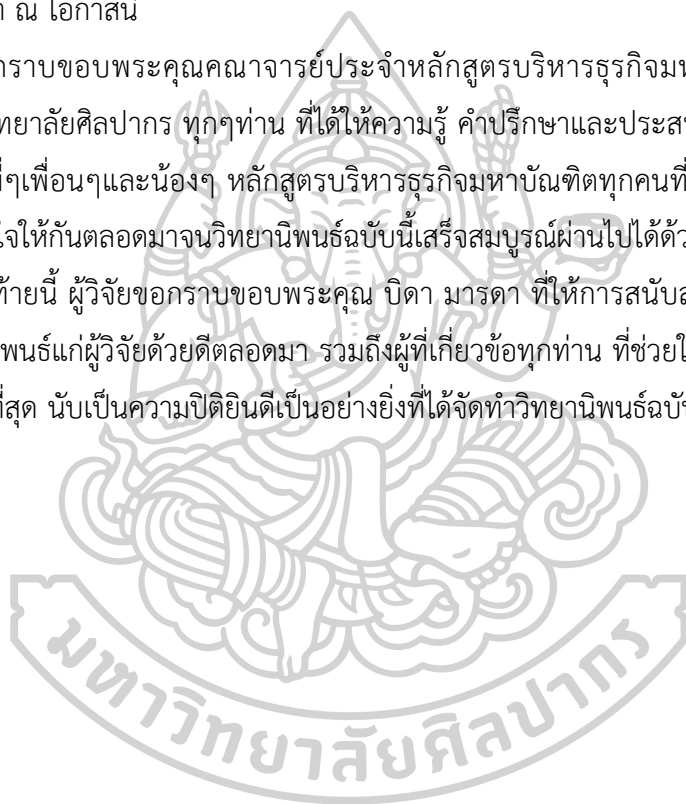 ณ โอกาสนี้
กราบขอบพระคุณคณาจารย์ประจำหลักสูตรบริหารธุรกิจมห
ทยาลัยศิลปากร ทุกๆท่าน ที่ได้ให้ความรู้ คำปรึกษาและประส
ี่ๆเพื่อนๆและน้องๆ หลักสูตรบริหารธุรกิจมหาบัณฑิตทุกคนที่
ใจให้กันตลอดมาจนวิทยานิพนธ์ฉบับนี้เสร็จสมบูรณ์ผ่านไปได้ด้ว
ท้ายนี้ ผู้วิจัยขอกราบขอบพระคุณ บิดา มารดา ที่ให้การสนับส
พนธ์แก่ผู้วิจัยด้วยดีตลอดมา รวมถึงผู้ที่เกี่ยวข้อทุกท่าน ที่ช่วยใ
ที่สุด นับเป็นความปิติยินดีเป็นอย่างยิ่งที่ได้จัดทำวิทยานิพนธ์ฉบับ
มหาวิทยาลัยศิลปากร